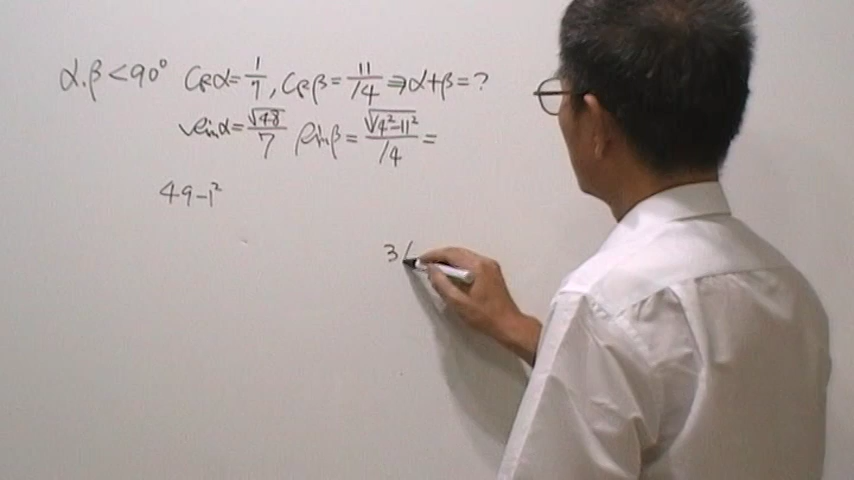 α.β<90° cosα=1/7, cosβ=11/14 ⇒α+β=?
sinα=√48/7 sinβ=√14²-11²/14=
49-1²
3